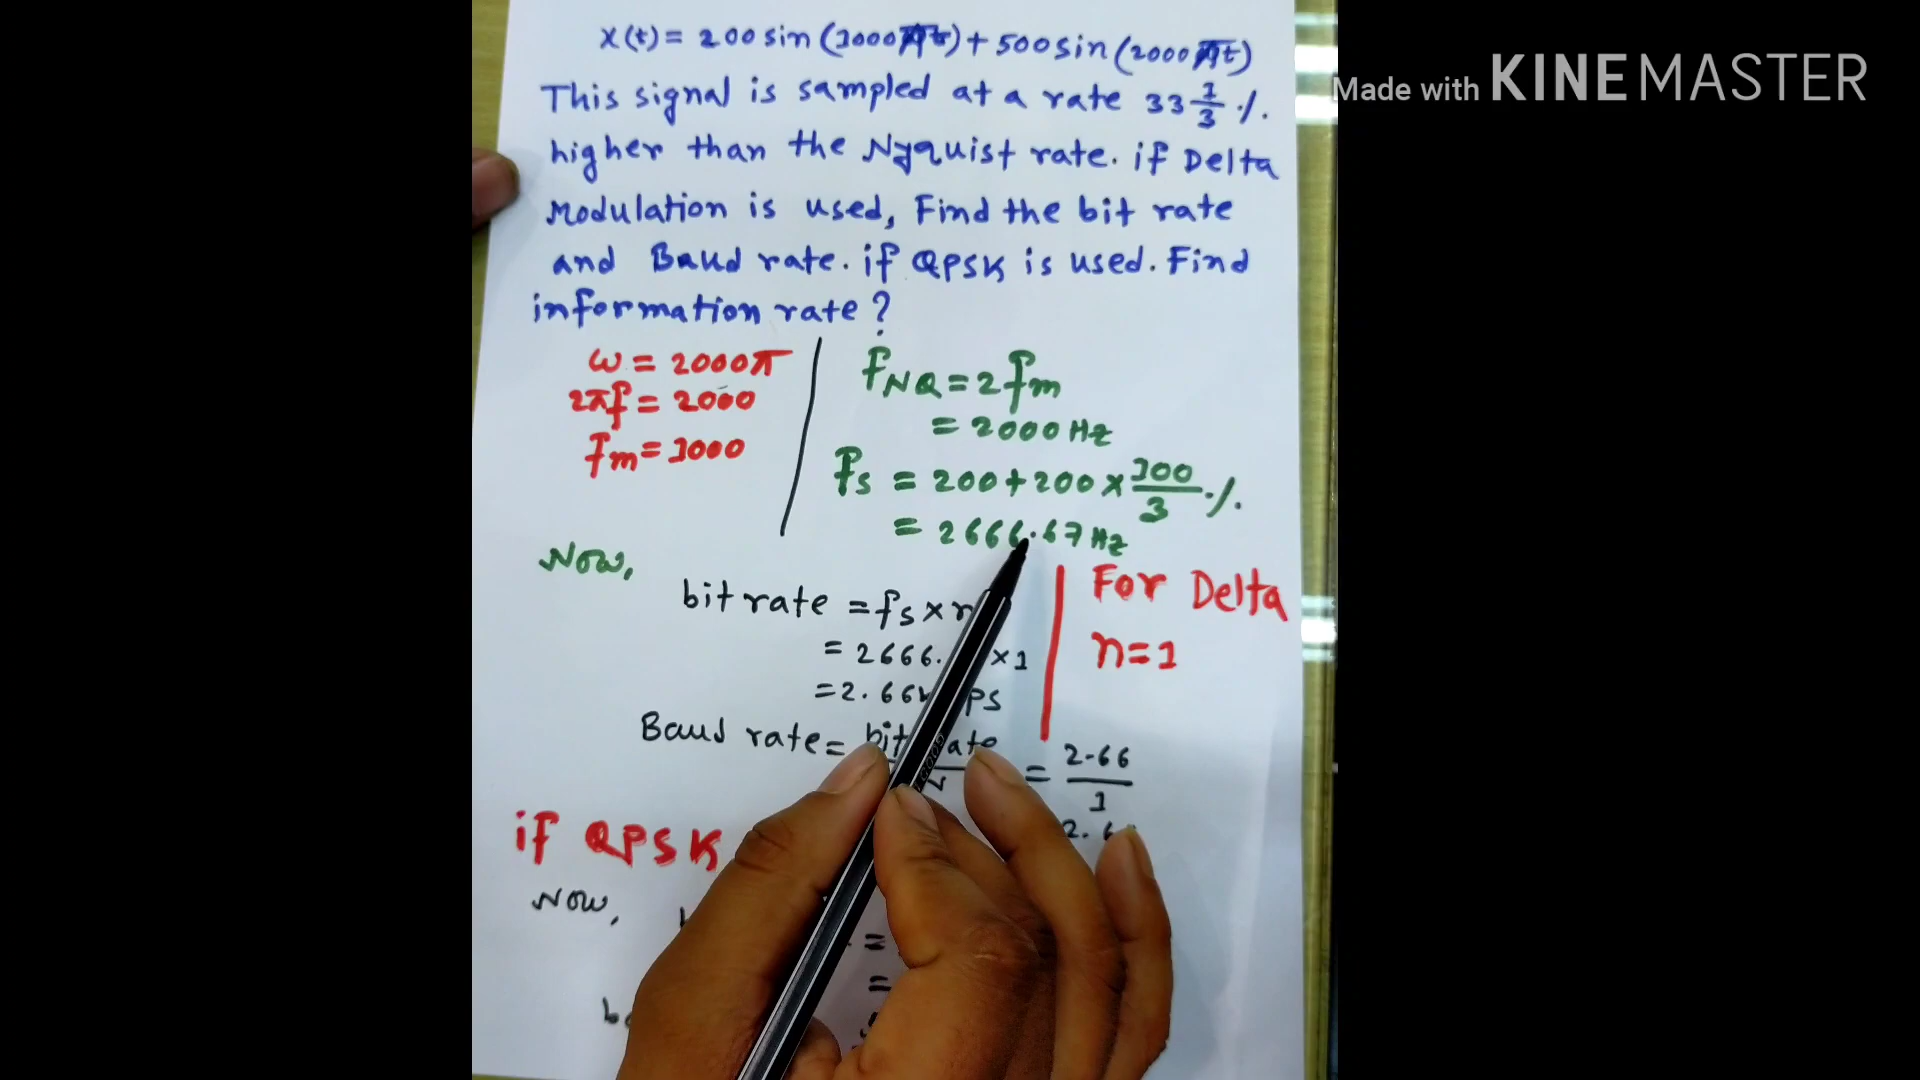 x(t) = 200 sin (1000πt) + 500 sin (2000πt)
Made with KINEMASTER
This signal is sampled at a rate 33 1/3 %.
higher than the Nyquist rate. if Delta
Modulation is used, Find the bit rate
and Baud rate. if QPSK is used. Find
information rate?
ω = 2000π
2πf = 2000
fm = 1000
fNQ = 2fm
= 2000 Hz
fs = 200 + 200 × 100/3 %
= 2666.67 Hz
Now,
bit rate = fs ×
= 2666. × 1
= 2.66
For Delta
n = 1
Baud rate = = 2.66/1
if QPSK
Now,
=
=